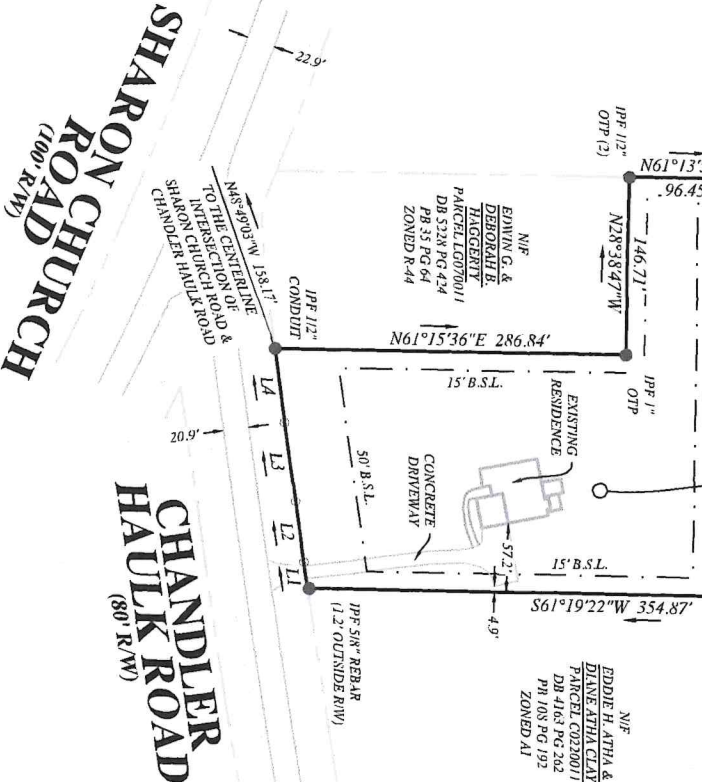 SHARON CHURCH
ROAD
(100' R/W)
22.9'
N48°49'03"W 158.17'
TO THE CENTERLINE
INTERSECTION OF
SHARON CHURCH ROAD &
CHANDLER HAULK ROAD
IPF 1/2"
CONDUIT
N/F
EDWIN G. &
DEBORAH B.
HAGGERTY
PARCEL LG070011
DB 5228 PG 424
PB 35 PG 64
ZONED R-44
IPF 1/2"
OTP (2)
N61°13'
96.45
N28°38'47"W
146.71'
IPF 1"
OTP
N61°15'36"E 286.84'
15' B.S.L.
EXISTING
RESIDENCE
50' B.S.L.
CONCRETE
DRIVEWAY
57.2'
15' B.S.L.
4.9'
S61°19'22"W 354.87'
L4
L3
L2
L1
20.9'
IPF 5/8" REBAR
(1.2' OUTSIDE R/W)
CHANDLER
HAULK ROAD
(80' R/W)
N/F
EDDIE H. ATHA &
DIANE ATHA CLAY
PARCEL C0220011
DB 4163 PG 262
PB 108 PG 192
ZONED A1